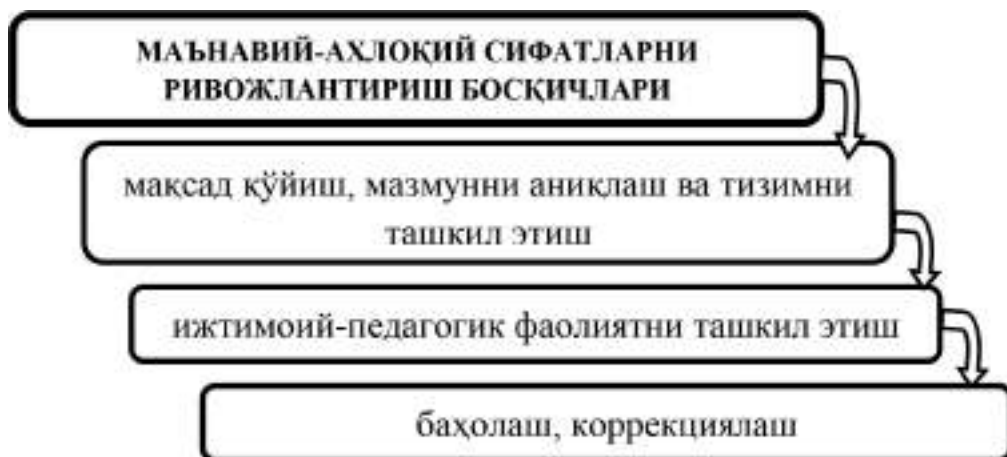 МАЪНАВИЙ-АХЛОҚИЙ СИФАТЛАРНИ
РИВОЖЛАНТИРИШ БОСҚИЧЛАРИ
мақсад қўйиш, мазмунни аниқлаш ва тизимни
ташкил этиш
ижтимоий-педагогик фаолиятни ташкил этиш
баҳолаш, коррекциялаш